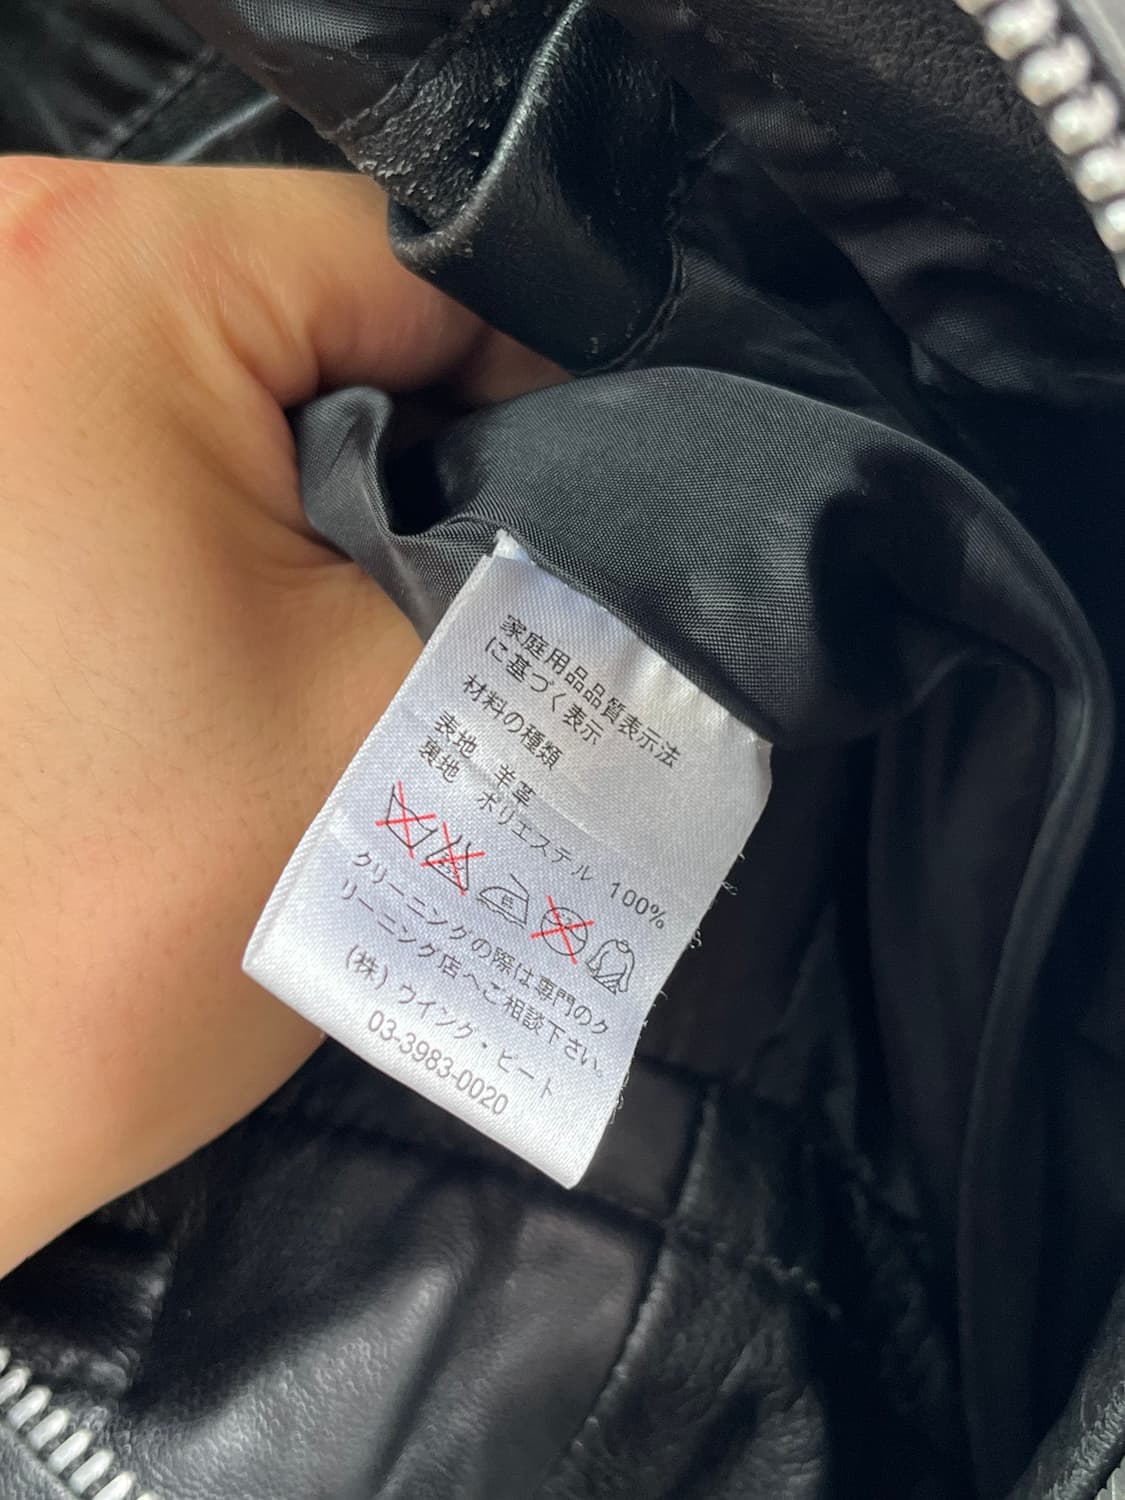 家庭用品品質表示法
に基づく表示
材料の種類
表地 羊革
裏地 ポリエステル 100%
クリーニングの際は専門のク
リーニング店へご相談下さい。
(株) ウイング・ビート
03-3983-0020